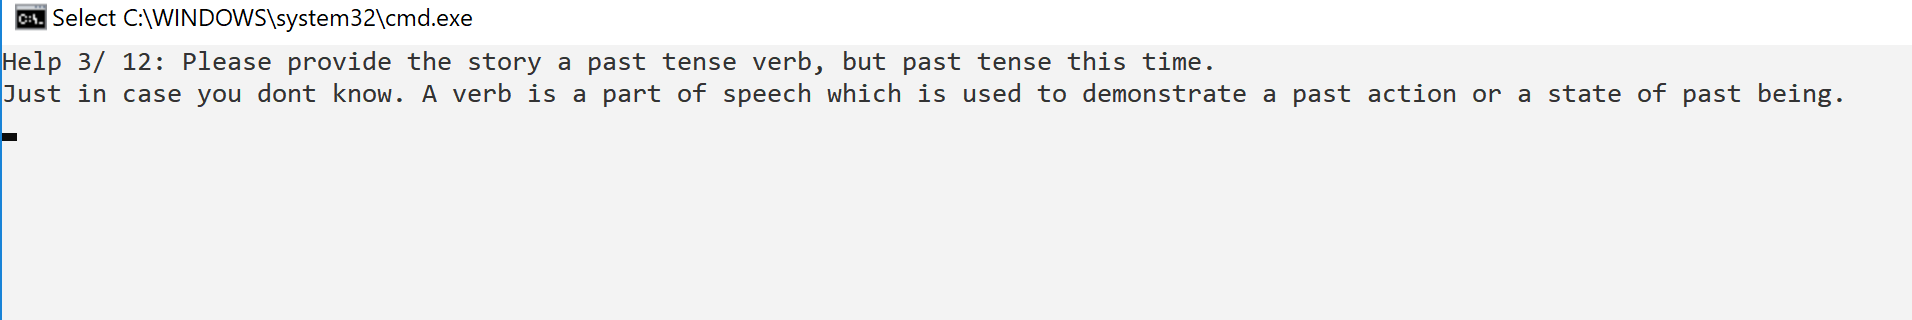 Select C:\WINDOWS\system32\cmd.exe
Help 3/ 12: Please provide the story a past tense verb, but past tense this time.
Just in case you dont know. A verb is a part of speech which is used to demonstrate a past action or a state of past being.